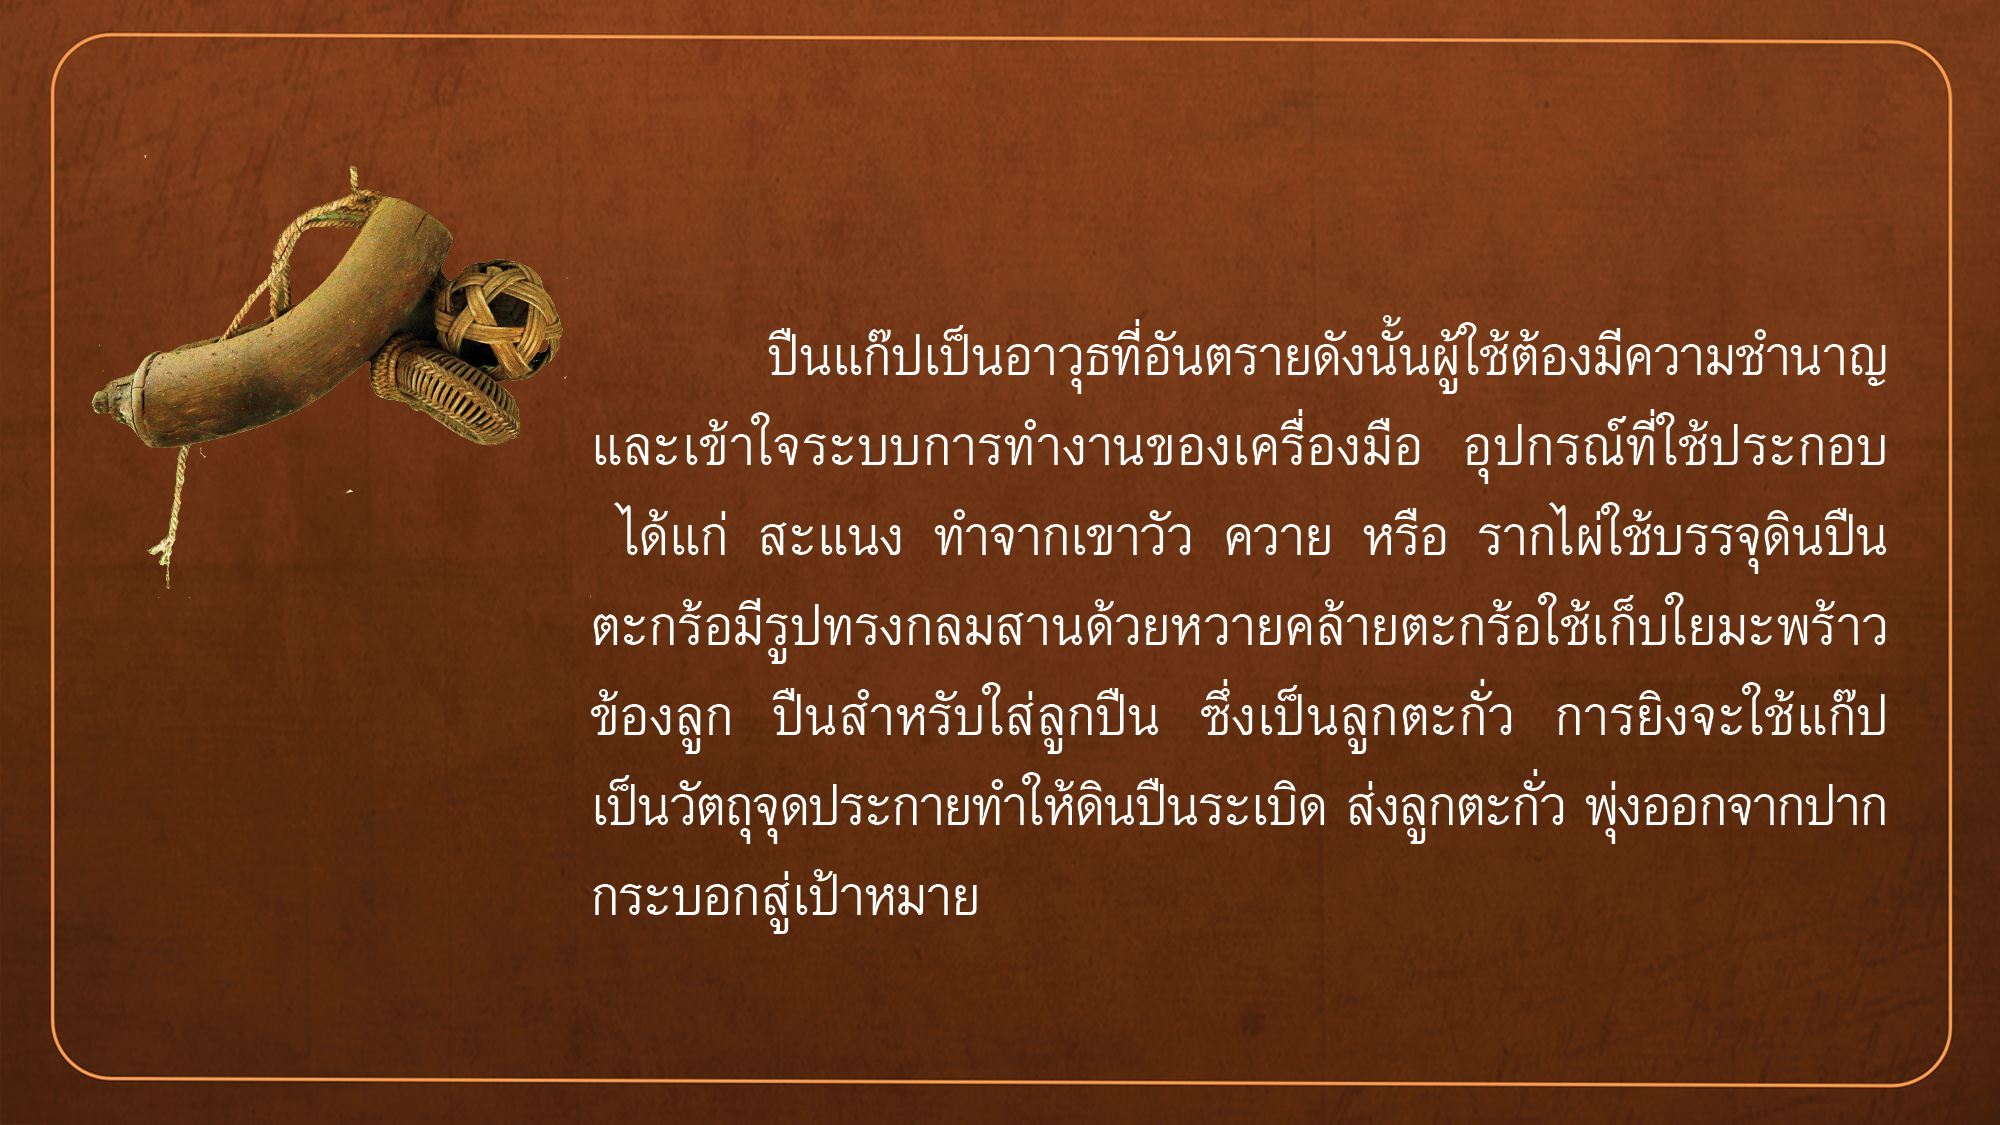 ปืนแก๊ปเป็นอาวุธที่อันตรายดังนั้นผู้ใช้ต้องมีความชำนาญ
และเข้าใจระบบการทำงานของเครื่องมือ อุปกรณ์ที่ใช้ประกอบ
ได้แก่ สะแนง ทำจากเขาวัว ควาย หรือ รากไผ่ใช้บรรจุดินปืน
ตะกร้อมีรูปทรงกลมสานด้วยหวายคล้ายตะกร้อใช้เก็บใยมะพร้าว
ข้องลูก ปืนสำหรับใส่ลูกปืน ซึ่งเป็นลูกตะกั่ว การยิงจะใช้แก๊ป
เป็นวัตถุจุดประกายทำให้ดินปืนระเบิด ส่งลูกตะกั่ว พุ่งออกจากปาก
กระบอกสู่เป้าหมาย